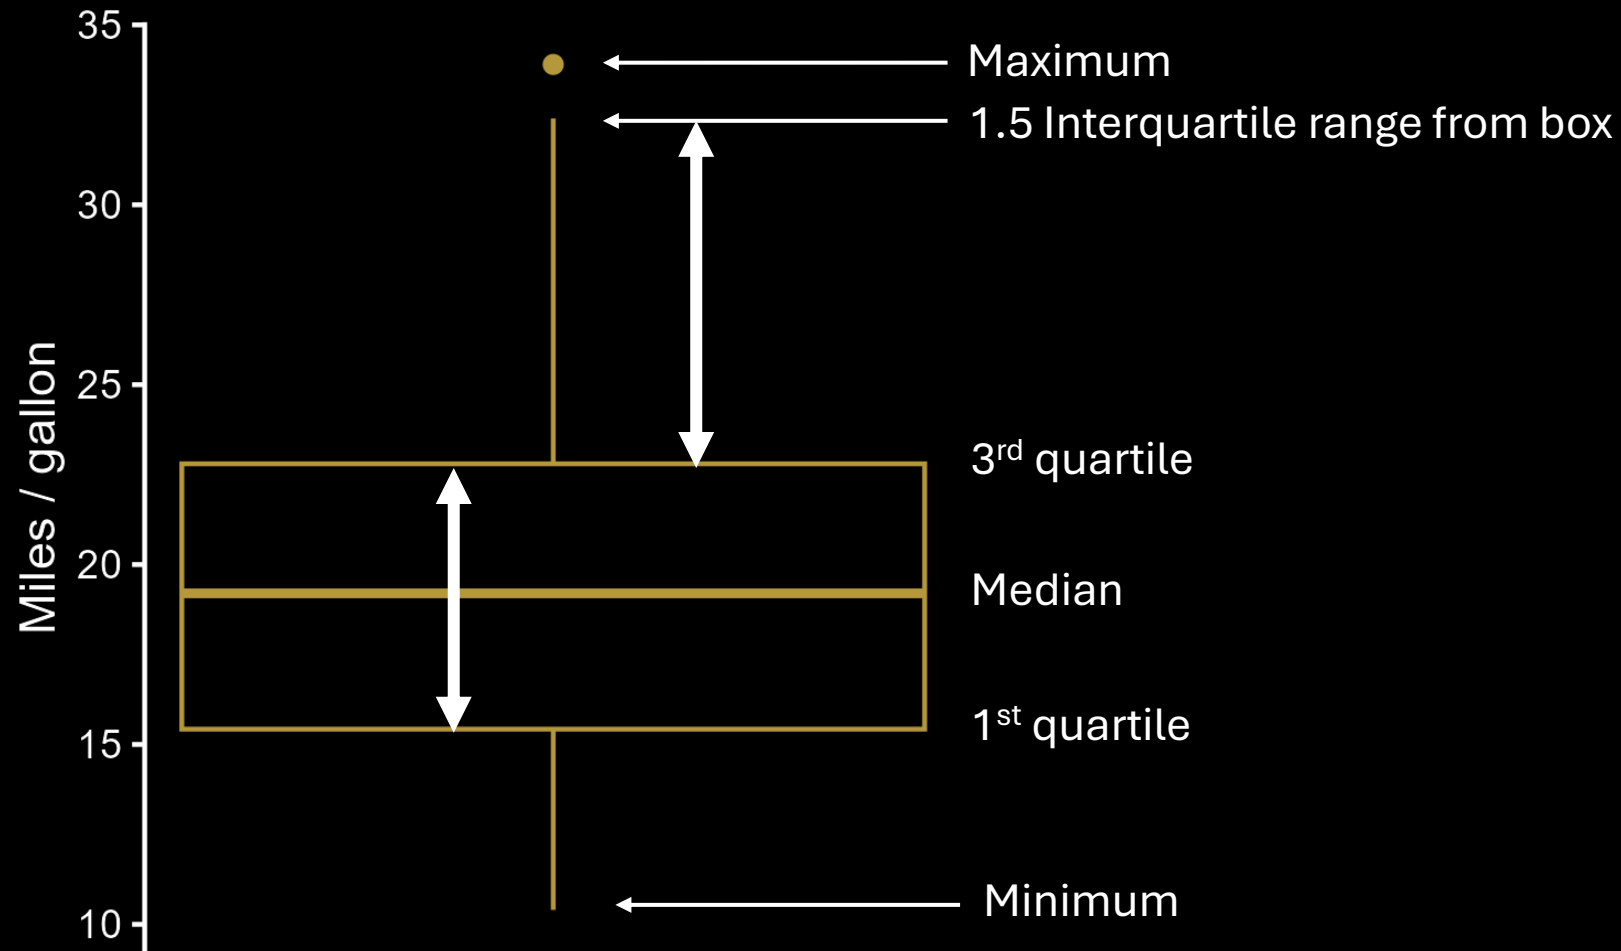 35
Maximum
1.5 Interquartile range from box
30
25
Miles / gallon
3rd quartile
20
Median
1st quartile
15
Minimum
10